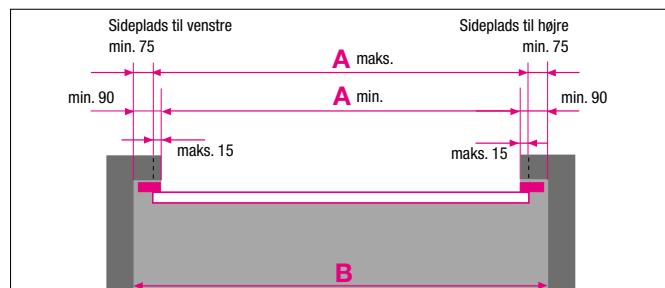 Sideplads til venstre
Sideplads til højre
min. 75
min. 75
A maks.
min. 90
A min.
min. 90
maks. 15
maks. 15
B